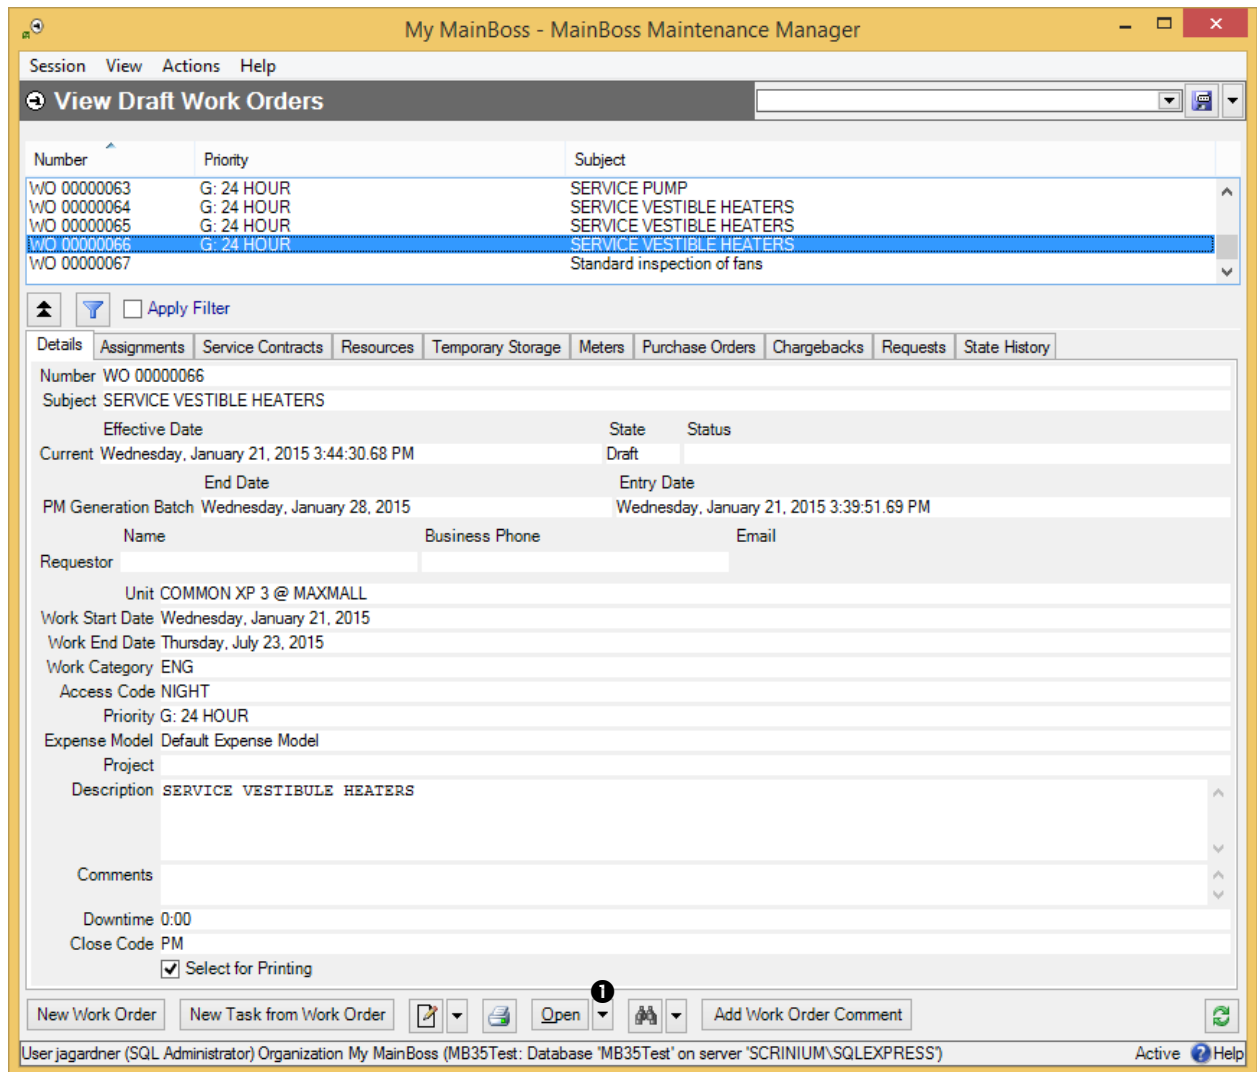 My MainBoss - MainBoss Maintenance Manager
Session View Actions Help
View Draft Work Orders
Number Priority Subject
WO 00000063 G: 24 HOUR SERVICE PUMP
WO 00000064 G: 24 HOUR SERVICE VESTIBLE HEATERS
WO 00000065 G: 24 HOUR SERVICE VESTIBLE HEATERS
WO 00000066 G: 24 HOUR SERVICE VESTIBLE HEATERS
WO 00000067 Standard inspection of fans
Apply Filter
Details Assignments Service Contracts Resources Temporary Storage Meters Purchase Orders Chargebacks Requests State History
Number WO 00000066
Subject SERVICE VESTIBLE HEATERS
Effective Date State Status
Current Wednesday, January 21, 2015 3:44:30.68 PM Draft
End Date Entry Date
PM Generation Batch Wednesday, January 28, 2015 Wednesday, January 21, 2015 3:39:51.69 PM
Name Business Phone Email
Requestor
Unit COMMON XP 3 @ MAXMALL
Work Start Date Wednesday, January 21, 2015
Work End Date Thursday, July 23, 2015
Work Category ENG
Access Code NIGHT
Priority G: 24 HOUR
Expense Model Default Expense Model
Project
Description SERVICE VESTIBULE HEATERS
Comments
Downtime 0:00
Close Code PM
Select for Printing
❶
New Work Order New Task from Work Order Open Add Work Order Comment
User jagardner (SQL Administrator) Organization My MainBoss (MB35Test: Database 'MB35Test' on server 'SCRINIUM\SQLEXPRESS') Active Help